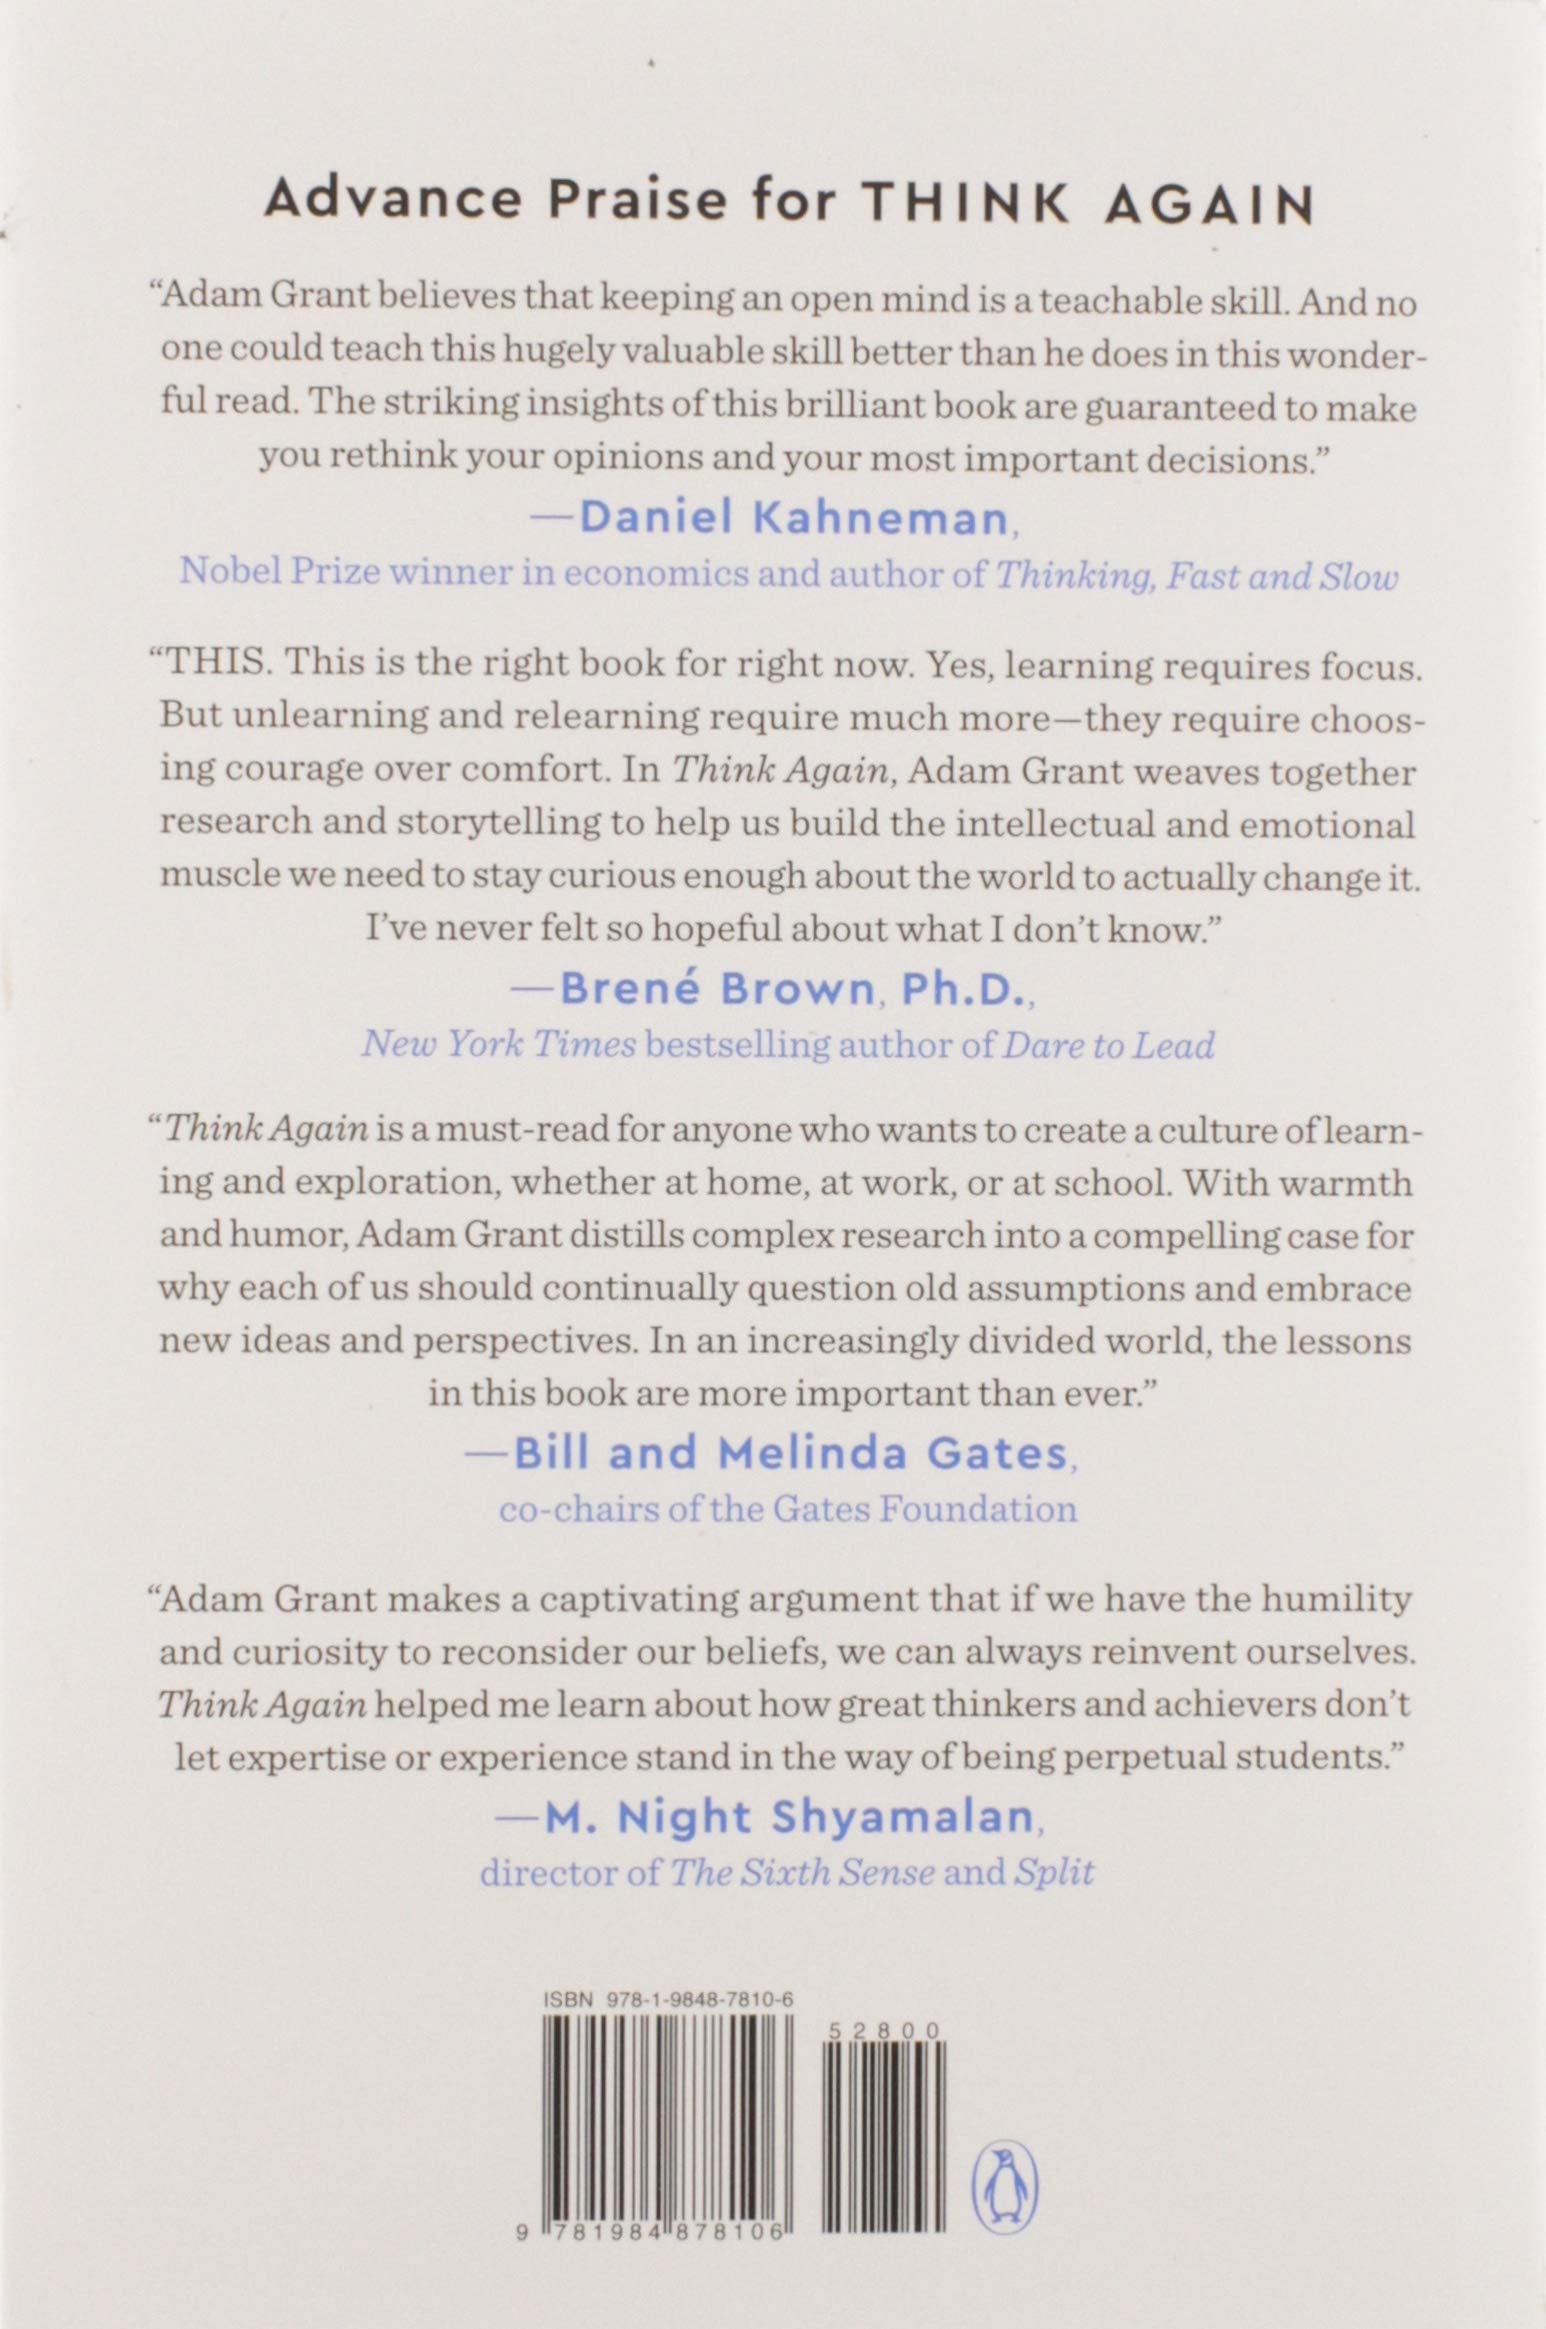 Advance Praise for THINK AGAIN
“Adam Grant believes that keeping an open mind is a teachable skill. And no
one could teach this hugely valuable skill better than he does in this wonder-
ful read. The striking insights of this brilliant book are guaranteed to make
you rethink your opinions and your most important decisions.”
—Daniel Kahneman,
Nobel Prize winner in economics and author of Thinking, Fast and Slow
“THIS. This is the right book for right now. Yes, learning requires focus.
But unlearning and relearning require much more—they require choos-
ing courage over comfort. In Think Again, Adam Grant weaves together
research and storytelling to help us build the intellectual and emotional
muscle we need to stay curious enough about the world to actually change it.
I’ve never felt so hopeful about what I don’t know.”
—Brené Brown, Ph.D.,
New York Times bestselling author of Dare to Lead
“Think Again is a must-read for anyone who wants to create a culture of learn-
ing and exploration, whether at home, at work, or at school. With warmth
and humor, Adam Grant distills complex research into a compelling case for
why each of us should continually question old assumptions and embrace
new ideas and perspectives. In an increasingly divided world, the lessons
in this book are more important than ever.”
—Bill and Melinda Gates,
co-chairs of the Gates Foundation
“Adam Grant makes a captivating argument that if we have the humility
and curiosity to reconsider our beliefs, we can always reinvent ourselves.
Think Again helped me learn about how great thinkers and achievers don’t
let expertise or experience stand in the way of being perpetual students.”
—M. Night Shyamalan,
director of The Sixth Sense and Split
ISBN 978-1-9848-7810-6
52800
9 781984 878106